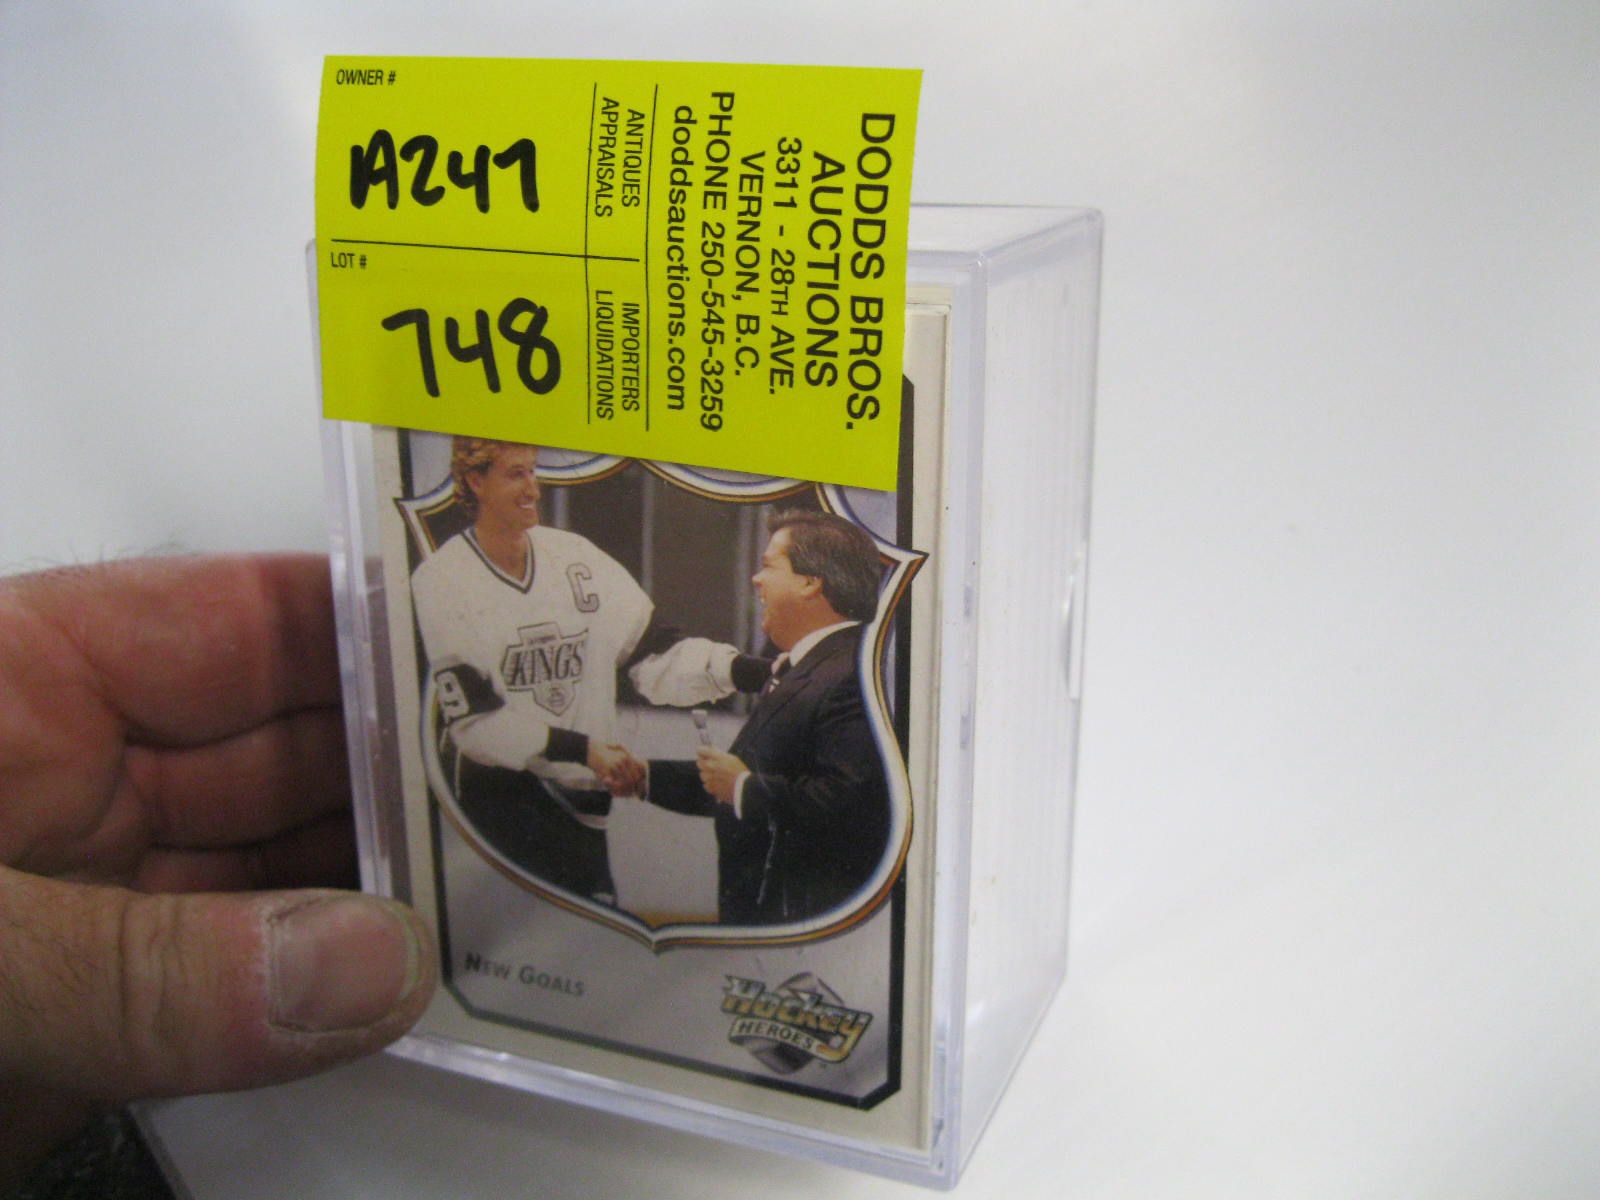 OWNER #
A247
LOT #
748
ANTIQUES
APPRAISALS
IMPORTERS
LIQUIDATIONS
DODDS BROS.
AUCTIONS
3311 - 28TH AVE.
VERNON, B.C.
PHONE 250-545-3259
doddsauctions.com
C
KINGS
NEW GOALS
Hockey
HEROES